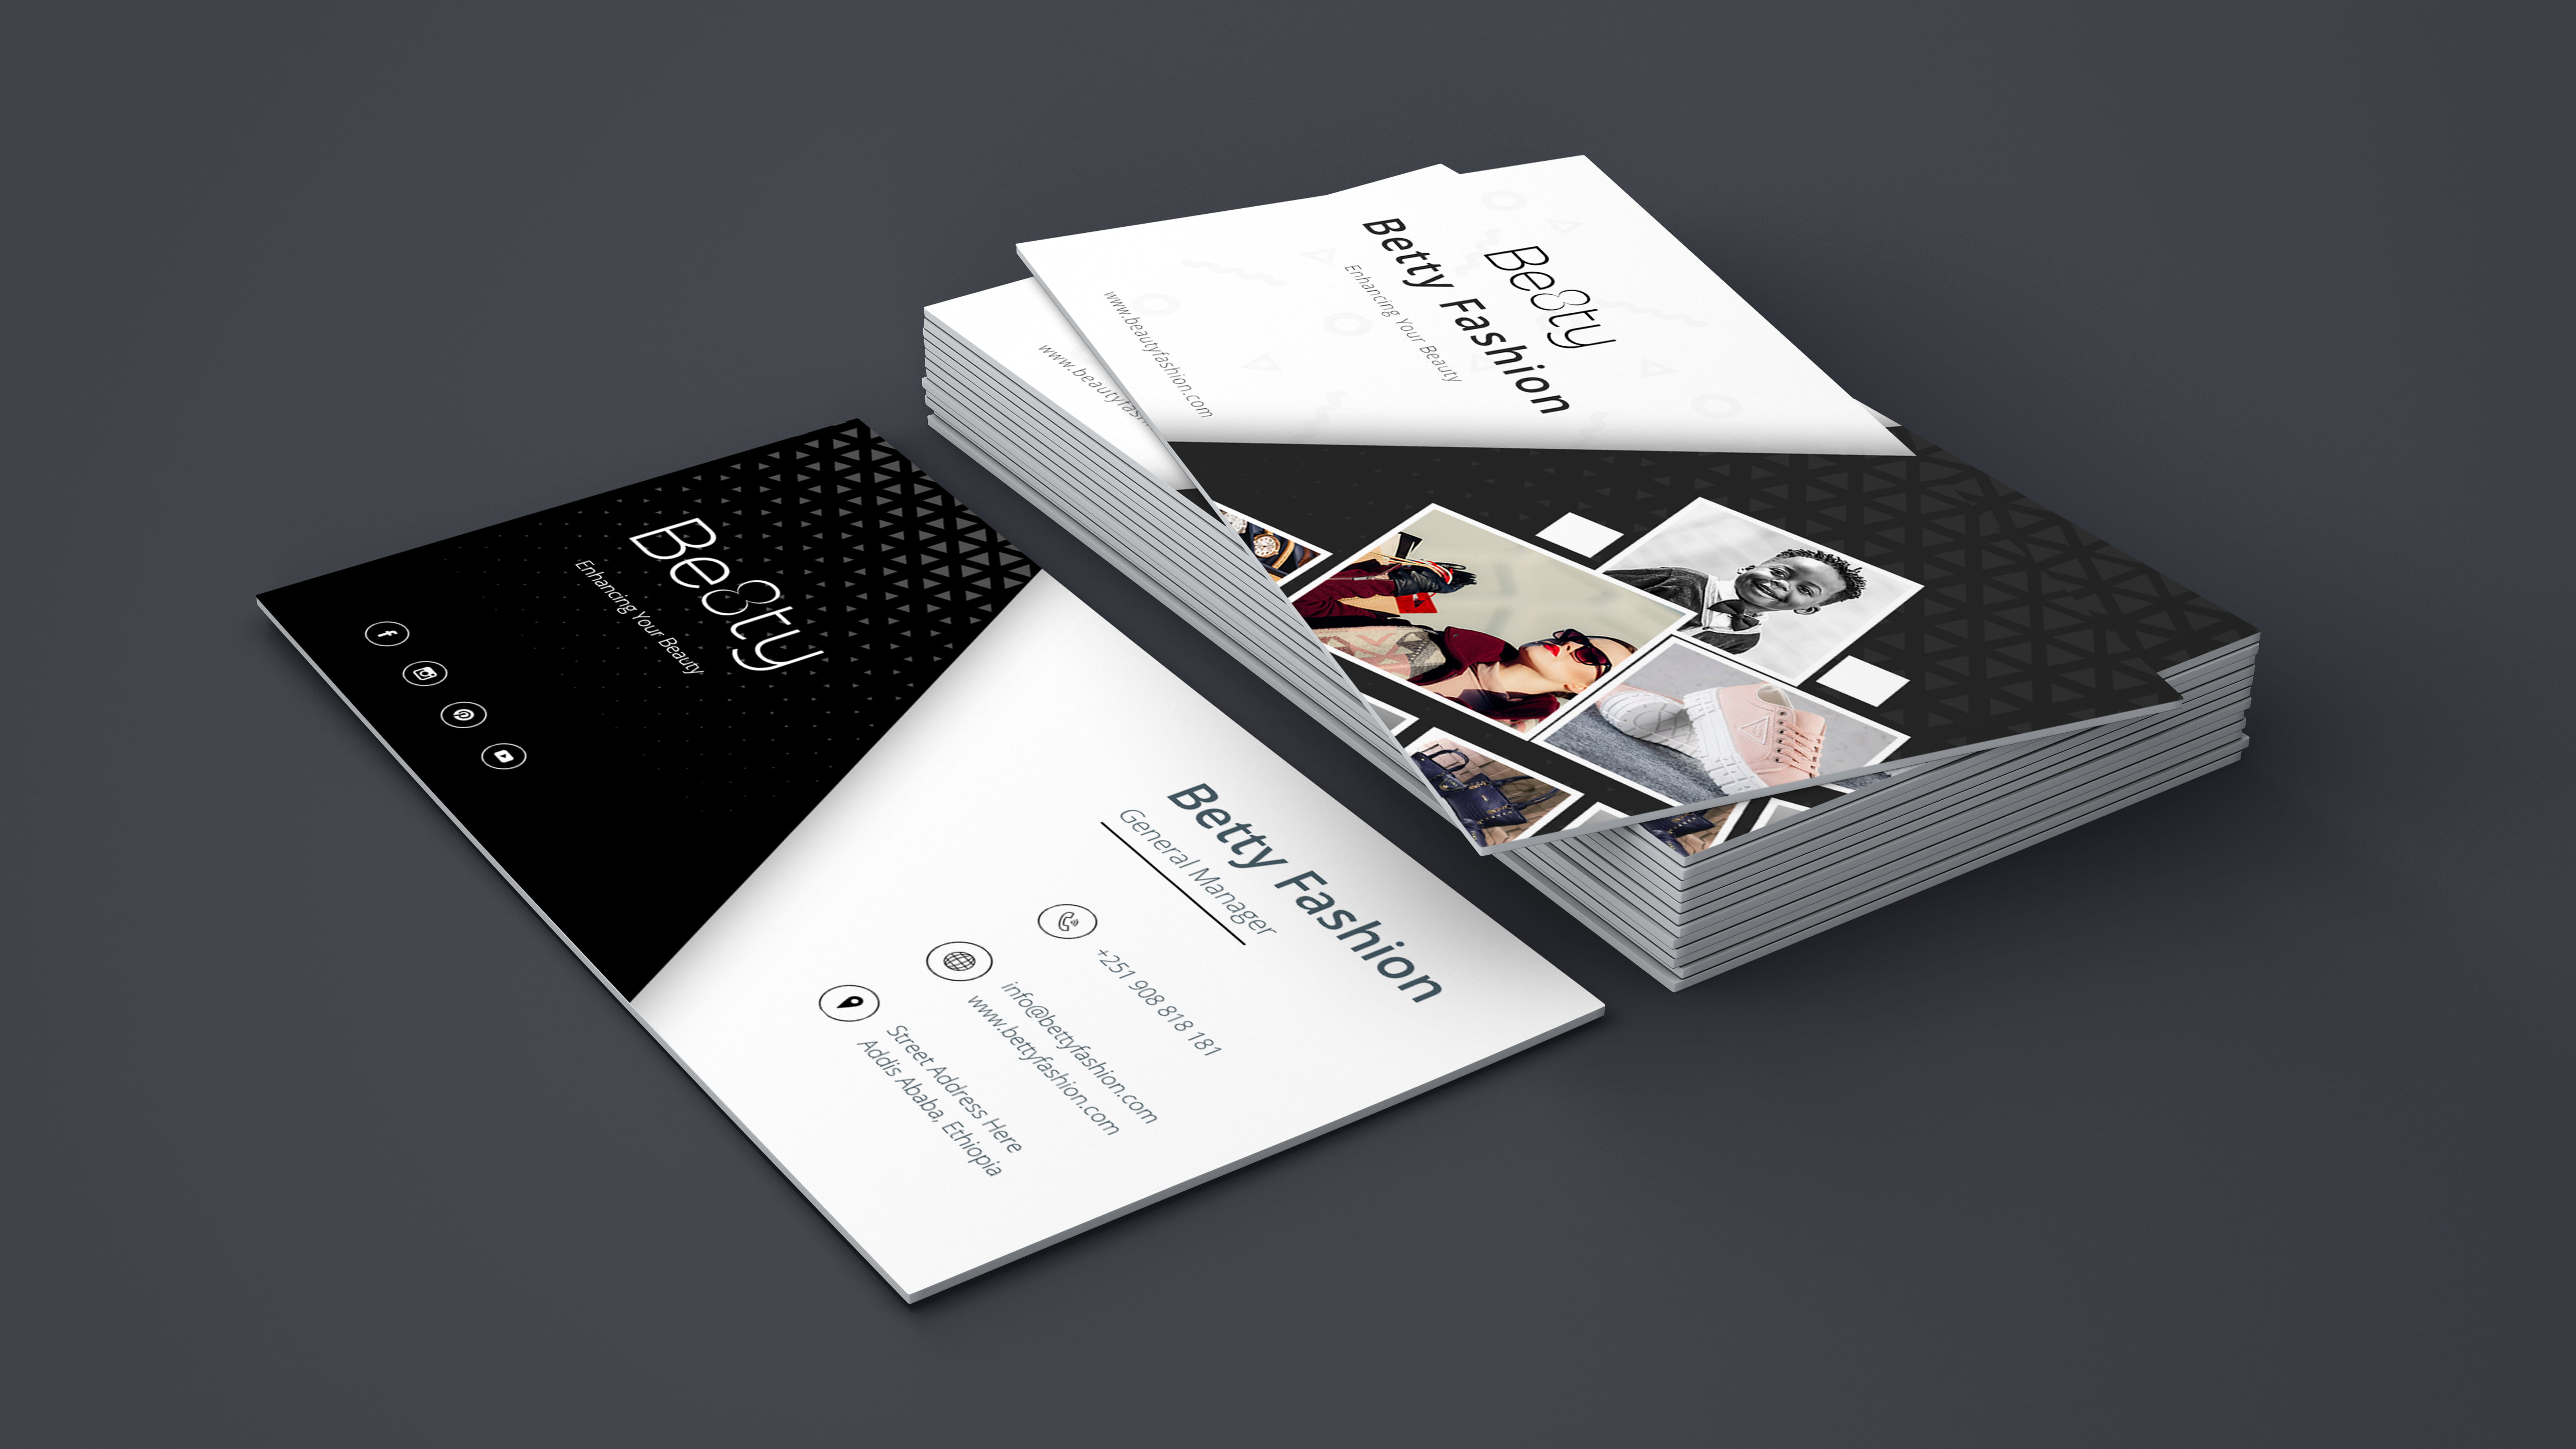 Be8ty
Enhancing Your Beauty
Betty Fashion
General Manager
+251 908 818 181
info@bettyfashion.com
www.bettyfashion.com
Street Address Here
Addis Ababa, Ethiopia
Be8ty
Betty Fashion
Enhancing Your Beauty
www.beautyfashion.com
www.beautyfas